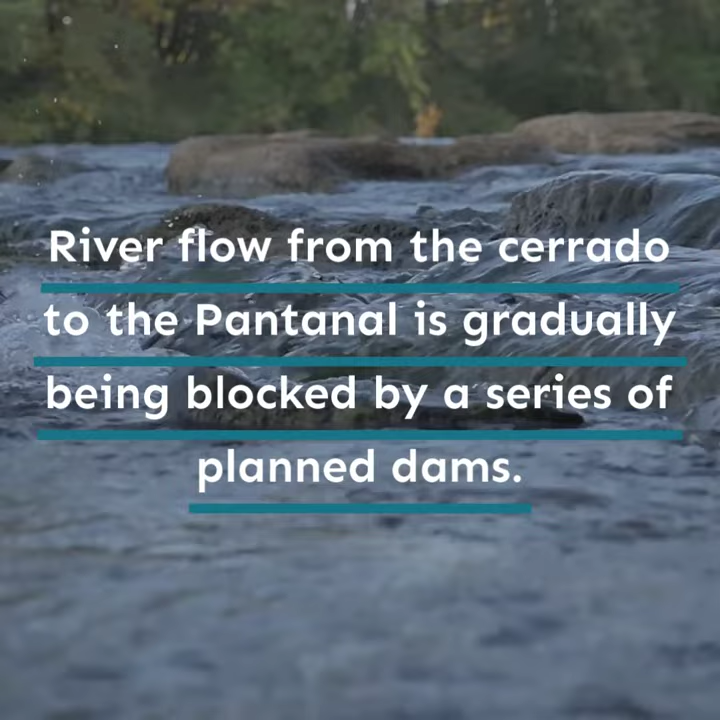 River flow from the cerrado
to the Pantanal is gradually
being blocked by a series of
planned dams.